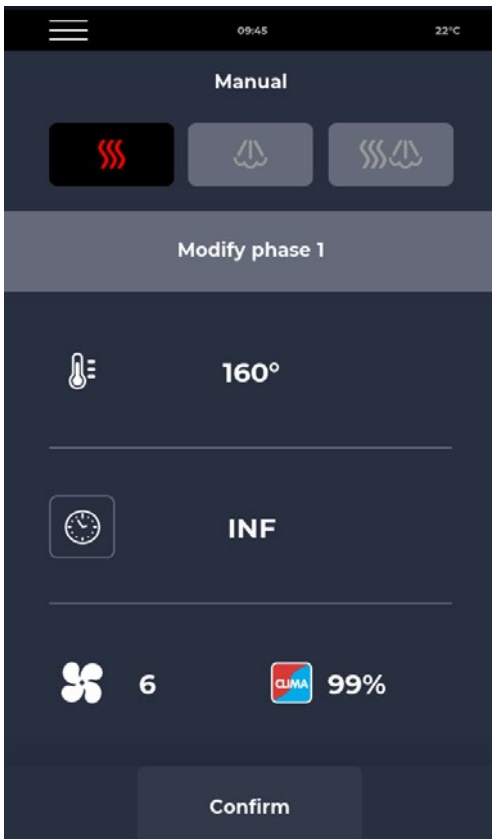 09:45 22°C
Manual
Modify phase 1
160°
INF
6 CLIMA 99%
Confirm